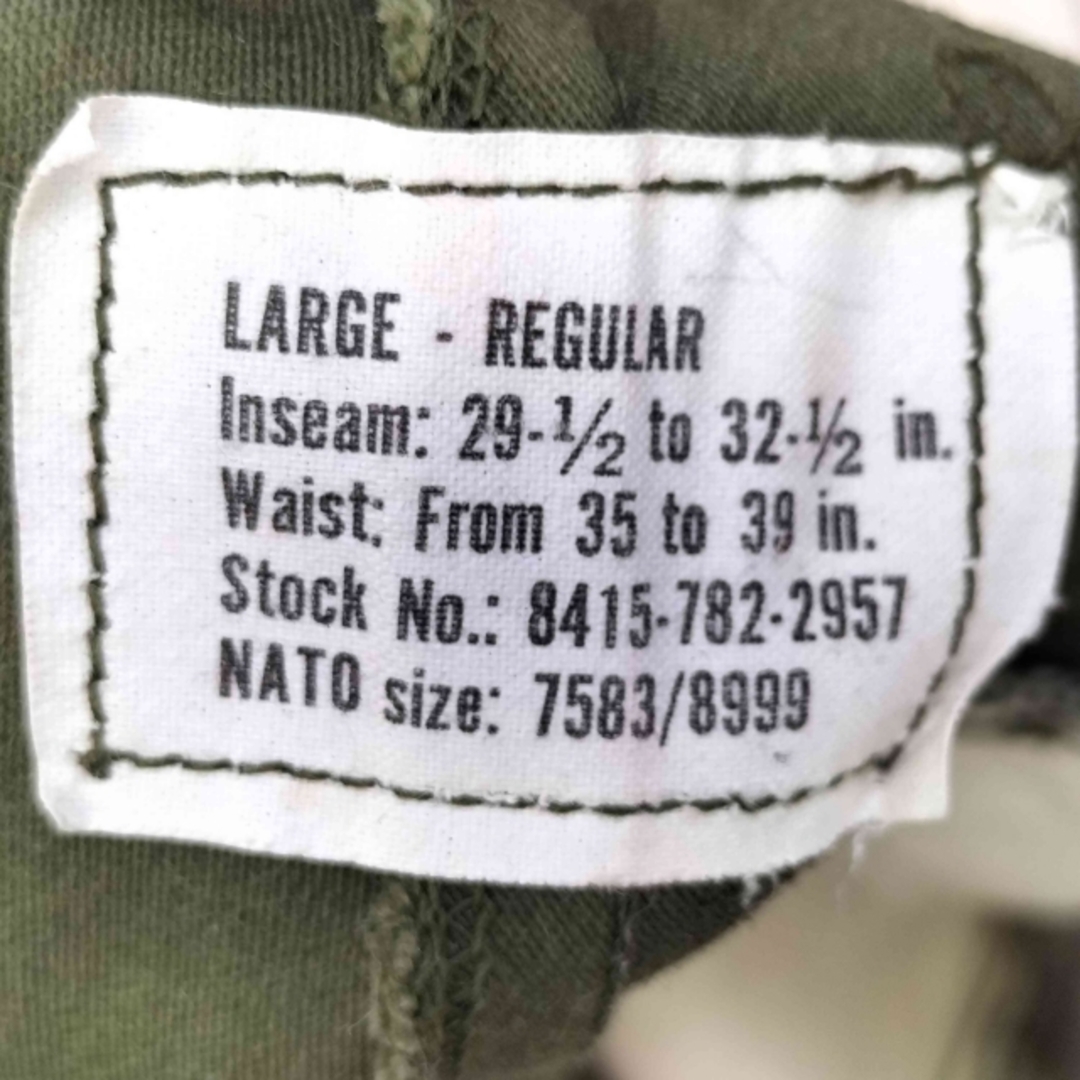 LARGE - REGULAR
Inseam: 29-½ to 32-½ in.
Waist: From 35 to 39 in.
Stock No.: 8415-782-2957
NATO size: 7583/8999